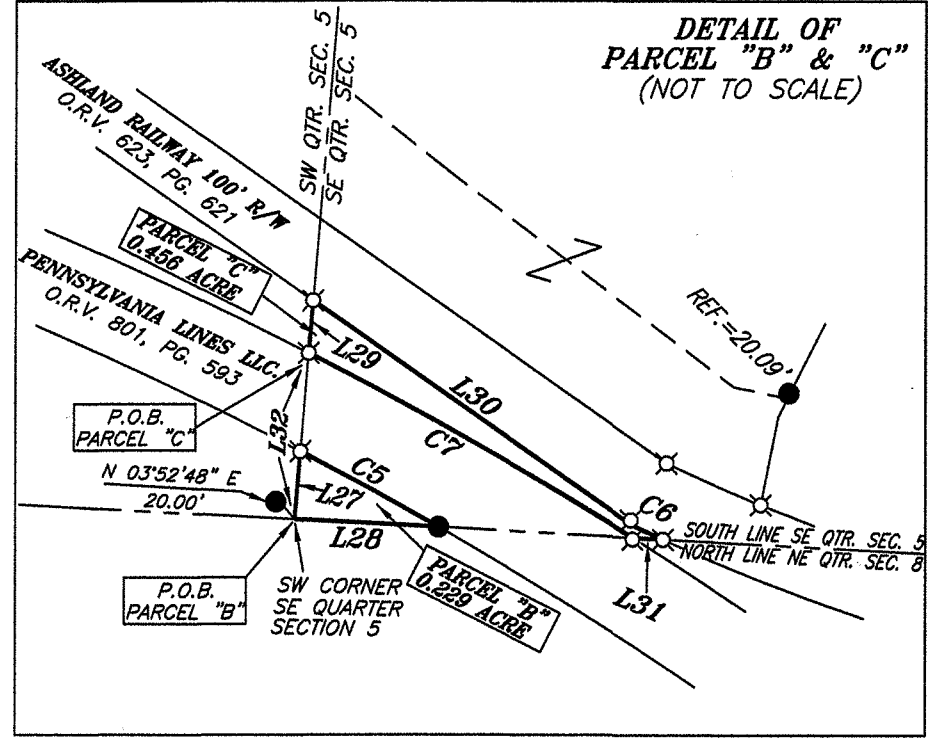 DETAIL OF
PARCEL "B" & "C"
(NOT TO SCALE)
SW QTR. SEC. 5
SE QTR. SEC. 5
ASHLAND RAILWAY 100' R/W
O.R.V. 623, PG. 621
PARCEL "C"
0.456 ACRE
PENNSYLVANIA LINES LLC.
O.R.V. 801, PG. 593
REF.=20.09'
L29
L30
C7
L32
P.O.B.
PARCEL "C"
C5
N 03°52'48" E
20.00'
L27
L28
C6
SOUTH LINE SE QTR. SEC. 5
NORTH LINE NE QTR. SEC. 8
L31
P.O.B.
PARCEL "B"
SW CORNER
SE QUARTER
SECTION 5
PARCEL "B"
0.229 ACRE